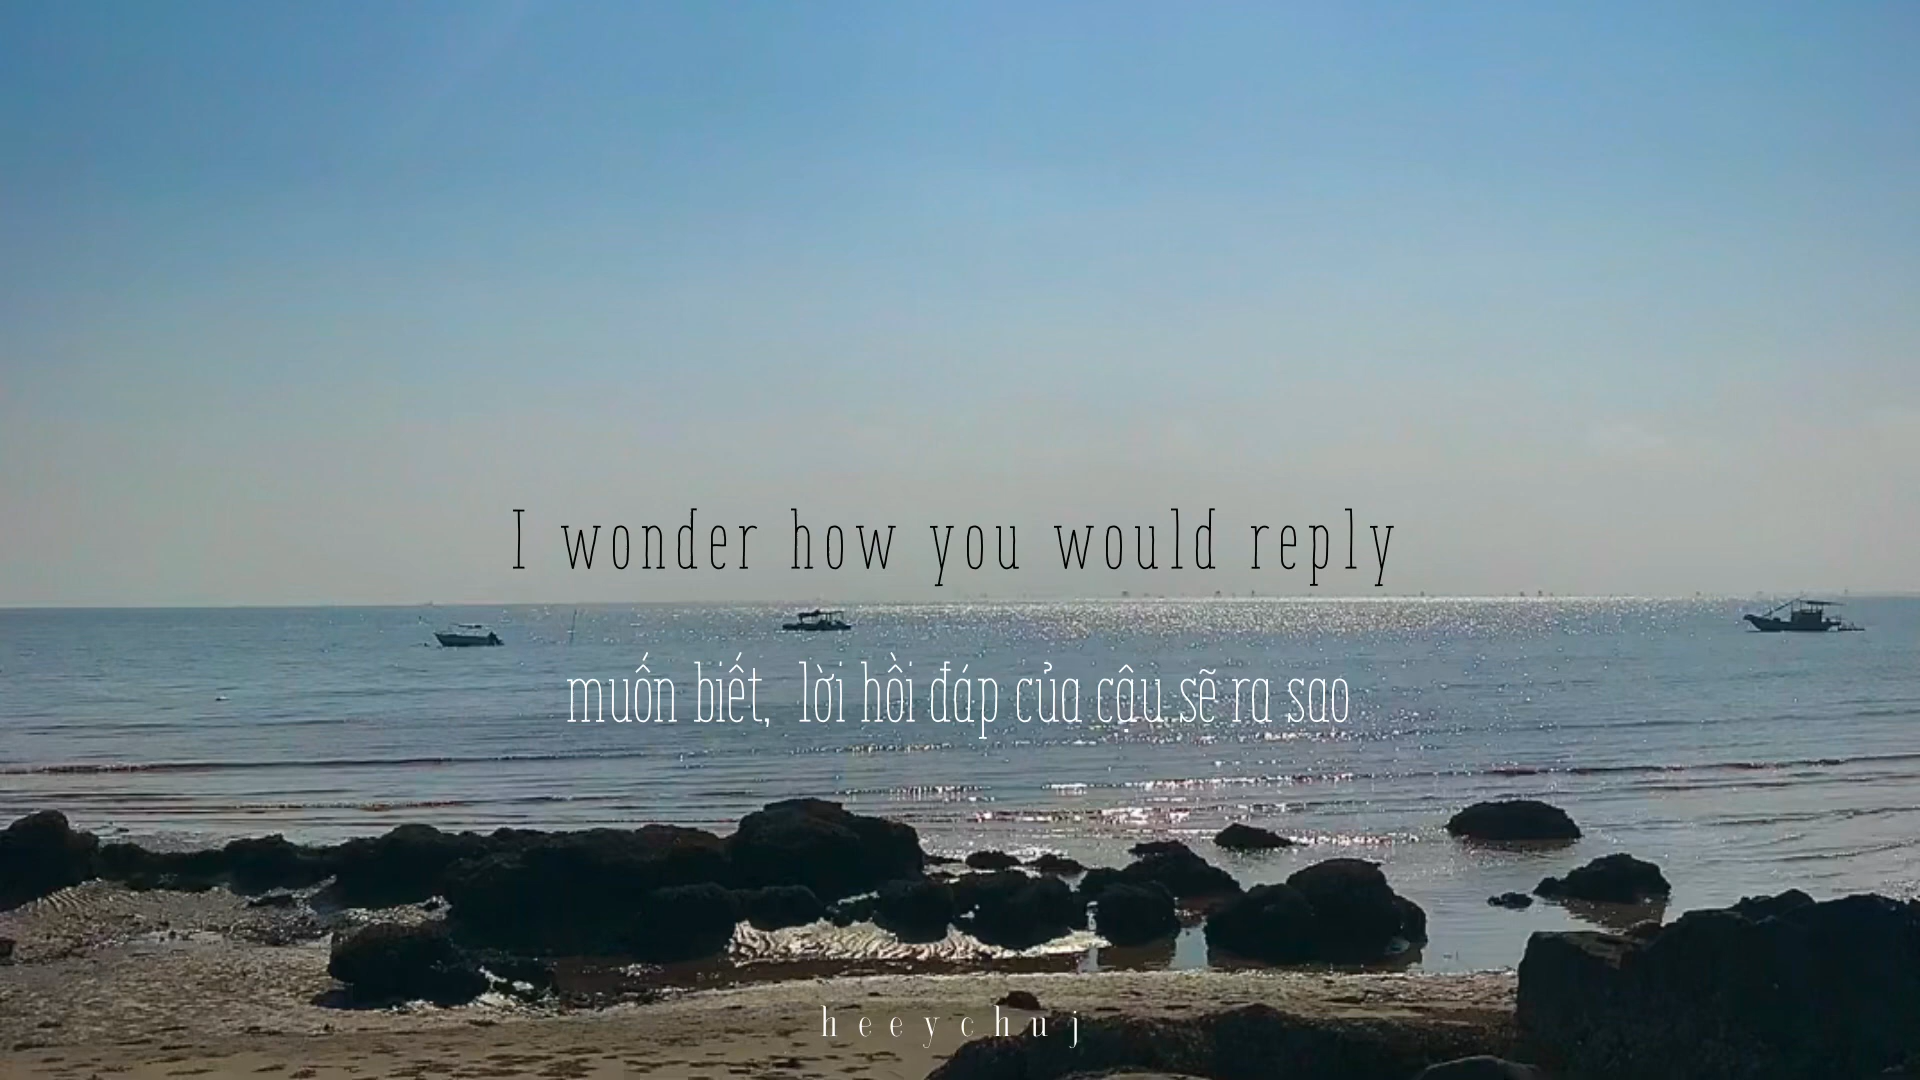 I wonder how you would reply
muốn biết, lời hồi đáp của cậu sẽ ra sao
heeychuj